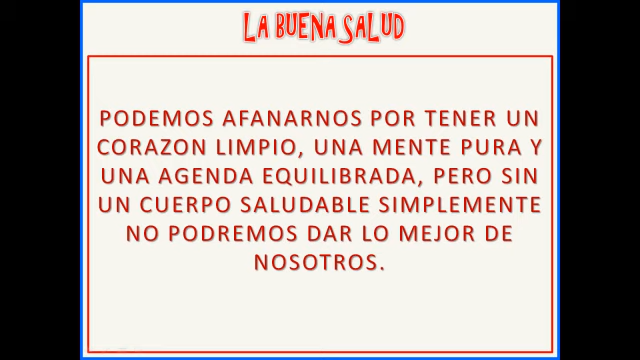 LA BUENA SALUD
PODEMOS AFANARNOS POR TENER UN
CORAZON LIMPIO, UNA MENTE PURA Y
UNA AGENDA EQUILIBRADA, PERO SIN
UN CUERPO SALUDABLE SIMPLEMENTE
NO PODREMOS DAR LO MEJOR DE
NOSOTROS.